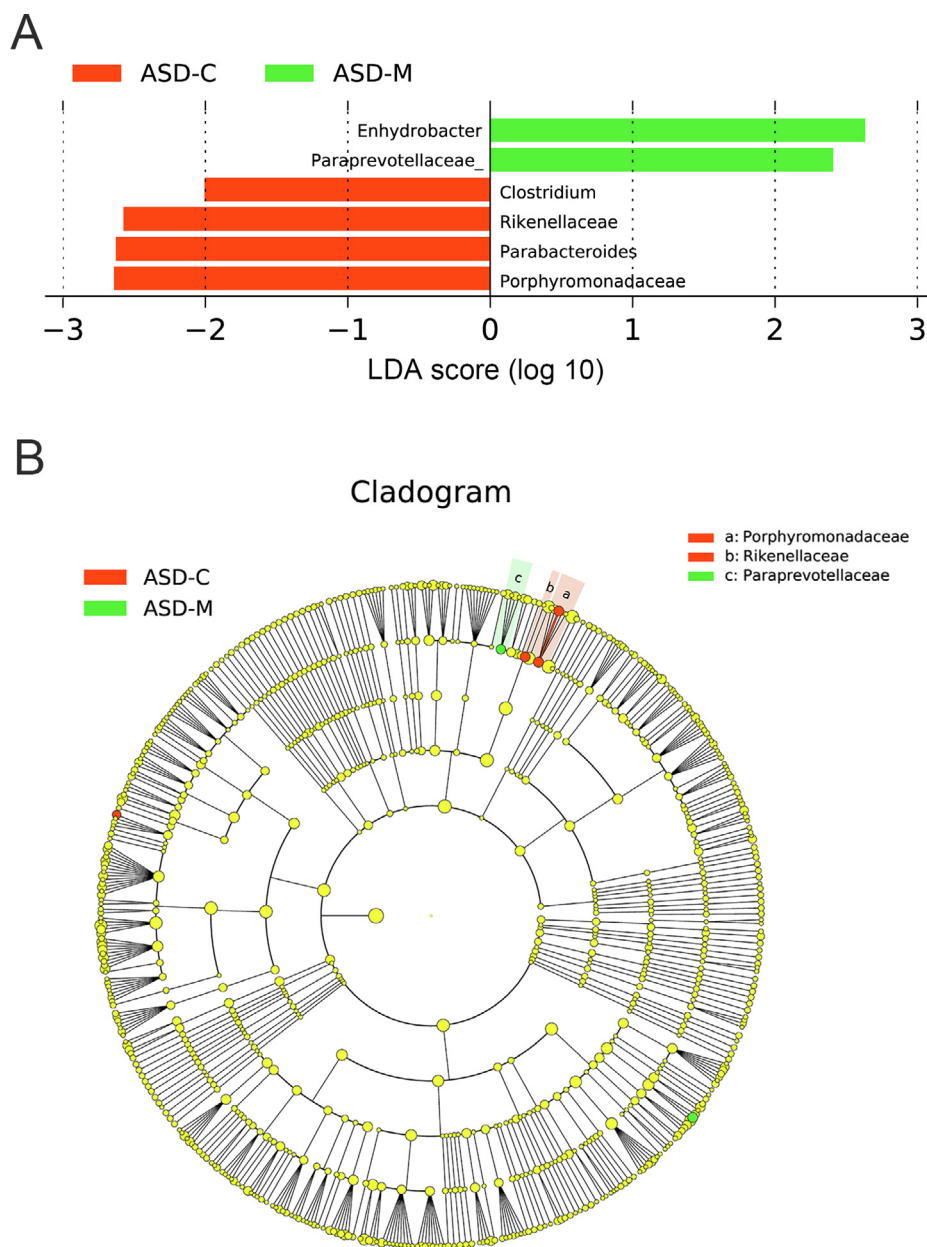 A
ASD-C ASD-M
Enhydrobacter
Paraprevotellaceae_
Clostridium
Rikenellaceae
Parabacteroides
Porphyromonadaceae
−3 −2 −1 0 1 2 3
LDA score (log 10)
B
Cladogram
a: Porphyromonadaceae
b: Rikenellaceae
c: Paraprevotellaceae
ASD-C
ASD-M
c b a